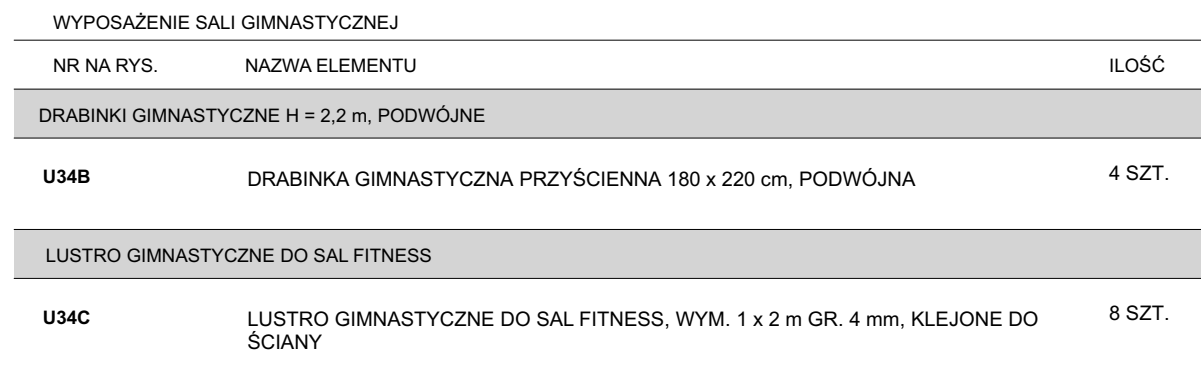 WYPOSAŻENIE SALI GIMNASTYCZNEJ
NR NA RYS. NAZWA ELEMENTU ILOŚĆ
DRABINKI GIMNASTYCZNE H = 2,2 m, PODWÓJNE
U34B DRABINKA GIMNASTYCZNA PRZYŚCIENNA 180 x 220 cm, PODWÓJNA 4 SZT.
LUSTRO GIMNASTYCZNE DO SAL FITNESS
U34C LUSTRO GIMNASTYCZNE DO SAL FITNESS, WYM. 1 x 2 m GR. 4 mm, KLEJONE DO 8 SZT.
ŚCIANY